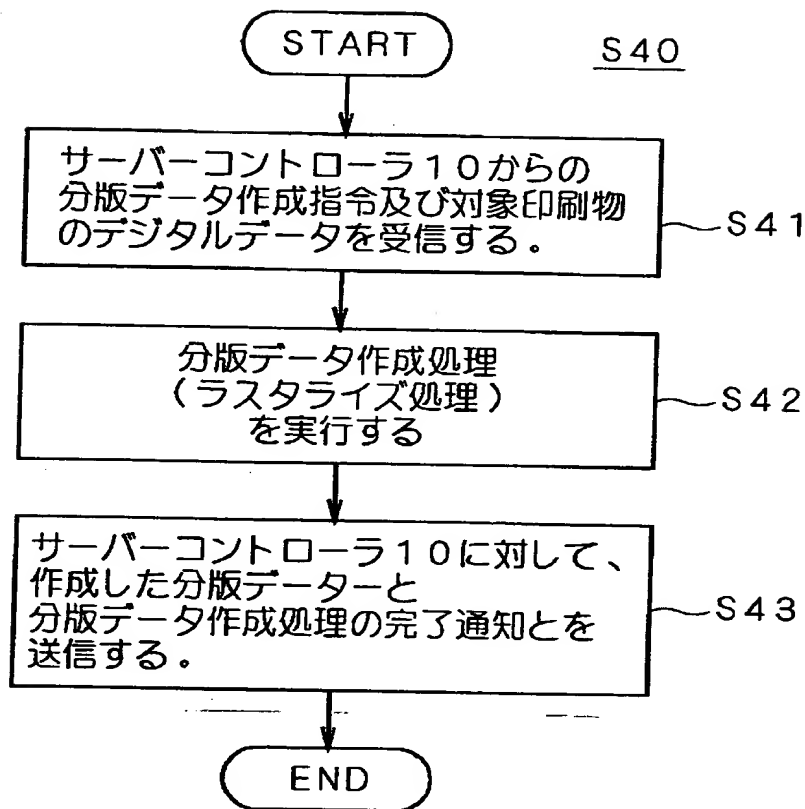 START
S40
サーバーコントローラ10からの
分版データ作成指令及び対象印刷物
のデジタルデータを受信する。
S41
分版データ作成処理
(ラスタライズ処理)
を実行する
S42
サーバーコントローラ10に対して、
作成した分版データーと
分版データ作成処理の完了通知とを
送信する。
S43
END